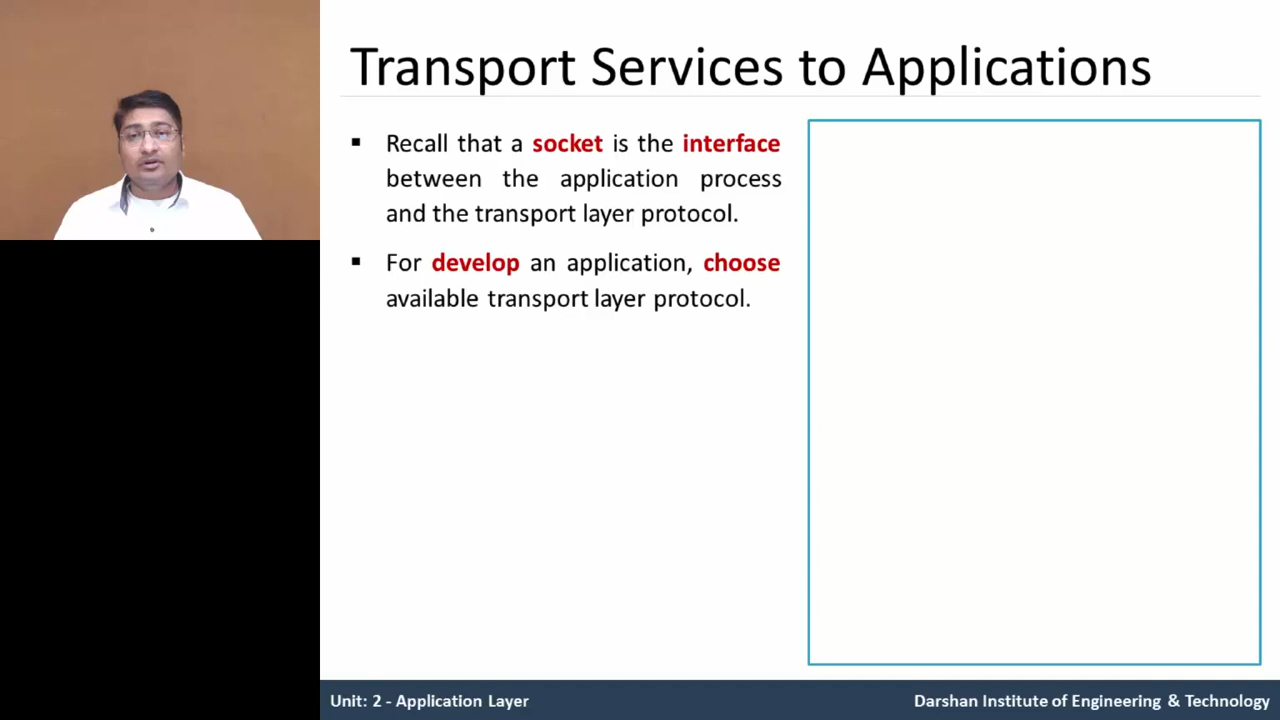 Transport Services to Applications
▪ Recall that a socket is the interface
between the application process
and the transport layer protocol.
▪ For develop an application, choose
available transport layer protocol.
Unit: 2 - Application Layer
Darshan Institute of Engineering & Technology